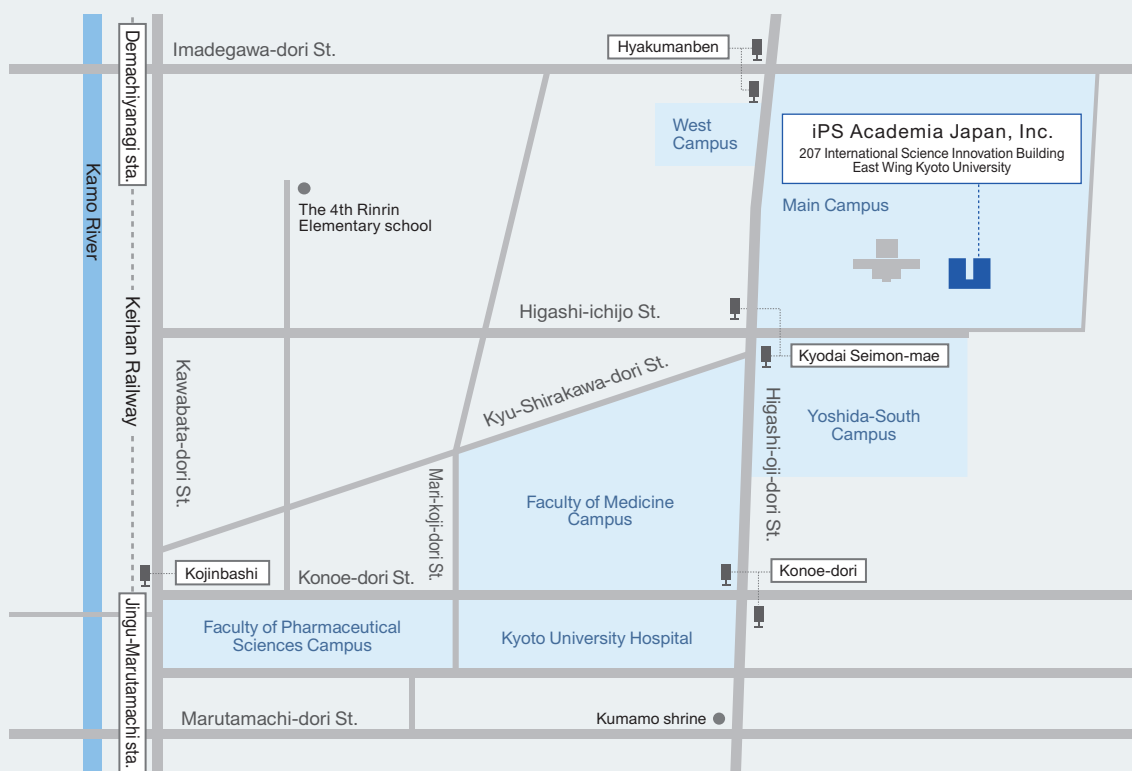 Demachiyanagi sta.
Imadegawa-dori St.
Hyakumanben
West
Campus
iPS Academia Japan, Inc.
207 International Science Innovation Building
East Wing Kyoto University
Main Campus
Kamo River
The 4th Rinrin
Elementary school
Keihan Railway
Higashi-ichijo St.
Kyodai Seimon-mae
Kawabata-dori St.
Kyu-Shirakawa-dori St.
Higashi-oji-dori St.
Yoshida-South
Campus
Mari-koji-dori St.
Faculty of Medicine
Campus
Kojinbashi
Konoe-dori St.
Konoe-dori
Jingu-Marutamachi sta.
Faculty of Pharmaceutical
Sciences Campus
Kyoto University Hospital
Marutamachi-dori St.
Kumamo shrine